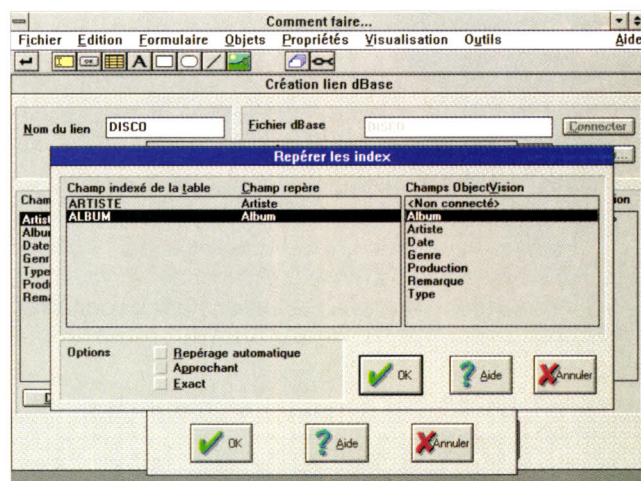 Comment faire...
Fichier Edition Formulaire Objets Propriétés Visualisation Outils Aide
OK A
Création lien dBase
Nom du lien DISCO Fichier dBase DISCO Connecter
Repérer les index
Champ indexé de la table Champ repère Champs ObjectVision
ARTISTE Artiste <Non connecté>
ALBUM Album Album
Artiste
Date
Genre
Production
Remarque
Type
Options Repérage automatique
Approchant
Exact
OK Aide Annuler
OK Aide Annuler